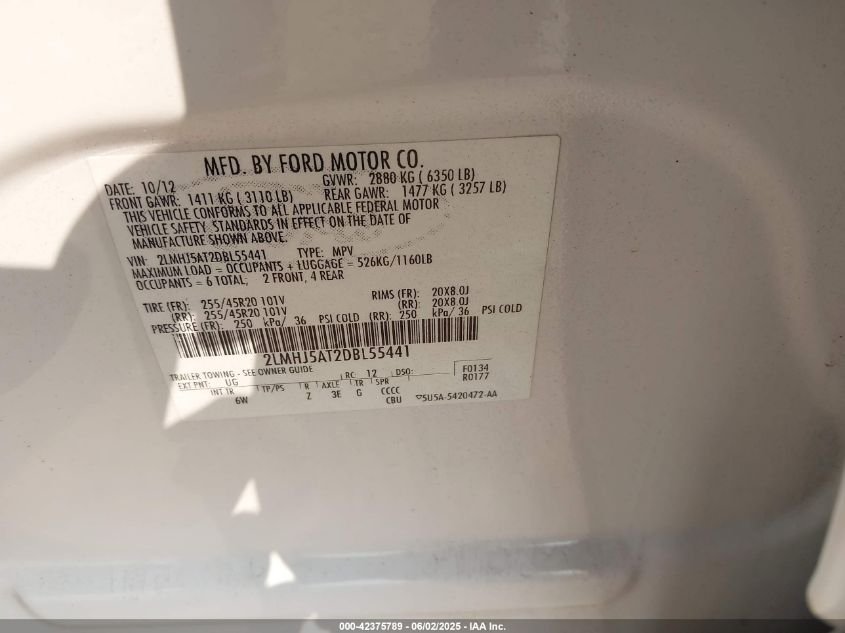 MFD. BY FORD MOTOR CO.
DATE: 10/12 GVWR: 2880 KG ( 6350 LB)
FRONT GAWR: 1411 KG ( 3110 LB) REAR GAWR: 1477 KG ( 3257 LB)
THIS VEHICLE CONFORMS TO ALL APPLICABLE FEDERAL MOTOR
VEHICLE SAFETY STANDARDS IN EFFECT ON THE DATE OF
MANUFACTURE SHOWN ABOVE.
VIN: 2LMHJ5AT2DBL55441 TYPE: MPV
MAXIMUM LOAD = OCCUPANTS + LUGGAGE = 526KG/1160LB
OCCUPANTS = 6 TOTAL; 2 FRONT, 4 REAR
TIRE (FR): 255/45R20 101V RIMS (FR): 20X8.0J
(RR): 255/45R20 101V (RR): 20X8.0J
PRESSURE (FR): 250 kPa/ 36 PSI COLD (RR): 250 kPa/ 36 PSI COLD
2LMHJ5AT2DBL55441
TRAILER TOWING - SEE OWNER GUIDE RC: 12 DSO: F0134
EXT PNT: UG R0177
INT TR TP/PS R AXLE TR SPR
6W Z 3E G CCCC
CBU 5U5A-5420472-AA
000-42375789 - 06/02/2025 - IAA Inc.